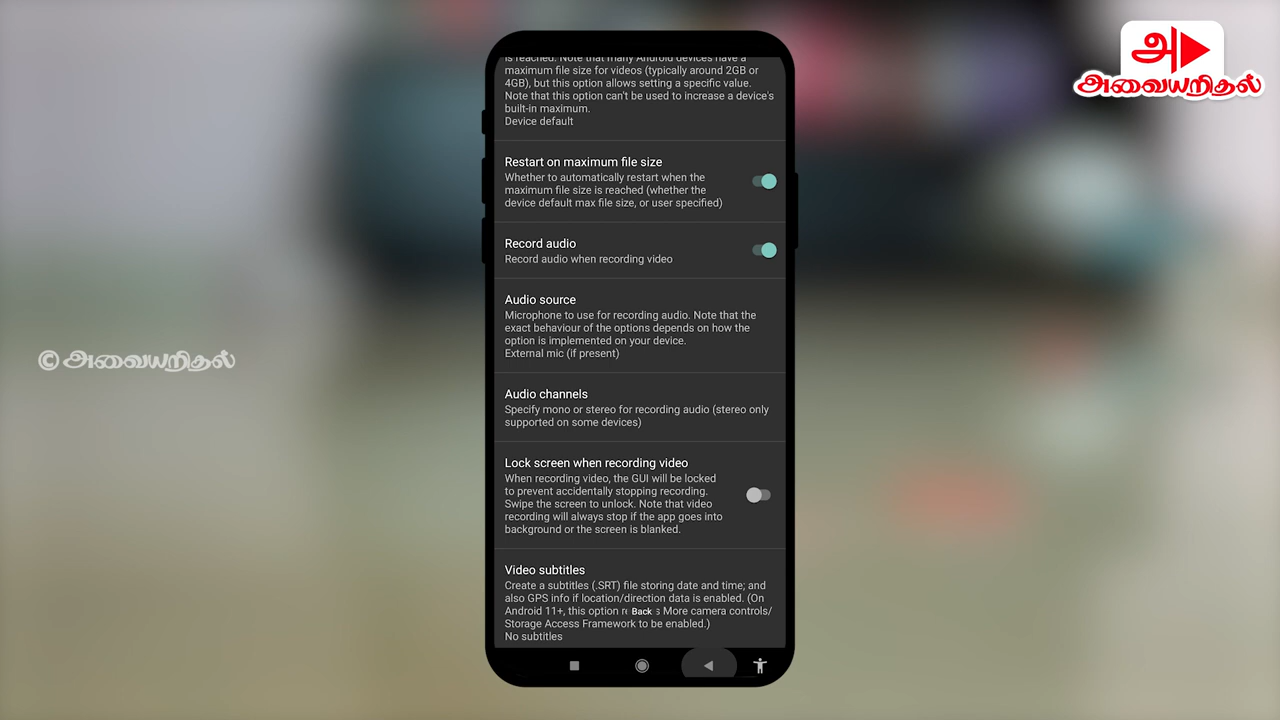 அ
அவையறிதல்
is reached. Note that many Android devices have a
maximum file size for videos (typically around 2GB or
4GB), but this option allows setting a specific value.
Note that this option can't be used to increase a device's
built-in maximum.
Device default
Restart on maximum file size
Whether to automatically restart when the
maximum file size is reached (whether the
device default max file size, or user specified)
Record audio
Record audio when recording video
Audio source
Microphone to use for recording audio. Note that the
exact behaviour of the options depends on how the
option is implemented on your device.
External mic (if present)
© அவையறிதல்
Audio channels
Specify mono or stereo for recording audio (stereo only
supported on some devices)
Lock screen when recording video
When recording video, the GUI will be locked
to prevent accidentally stopping recording.
Swipe the screen to unlock. Note that video
recording will always stop if the app goes into
background or the screen is blanked.
Video subtitles
Create a subtitles (.SRT) file storing date and time; and
also GPS info if location/direction data is enabled. (On
Android 11+, this option Back More camera controls/
Storage Access Framework to be enabled.)
No subtitles